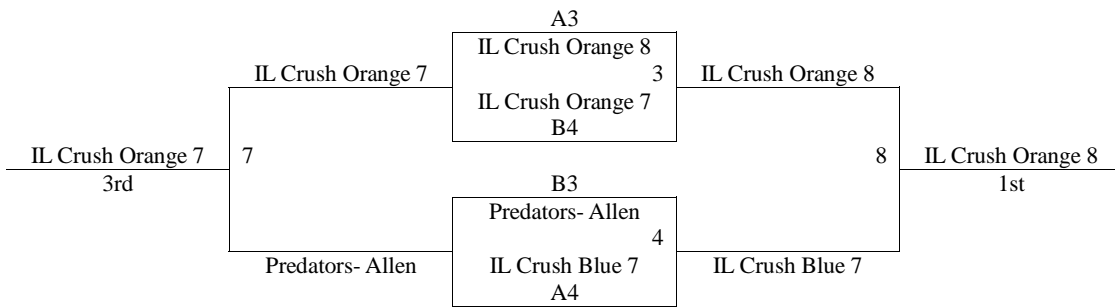 A3
IL Crush Orange 8
IL Crush Orange 7
3
IL Crush Orange 8
IL Crush Orange 7
B4
IL Crush Orange 7
7
8
IL Crush Orange 8
3rd
1st
B3
Predators- Allen
4
Predators- Allen
IL Crush Blue 7
IL Crush Blue 7
A4